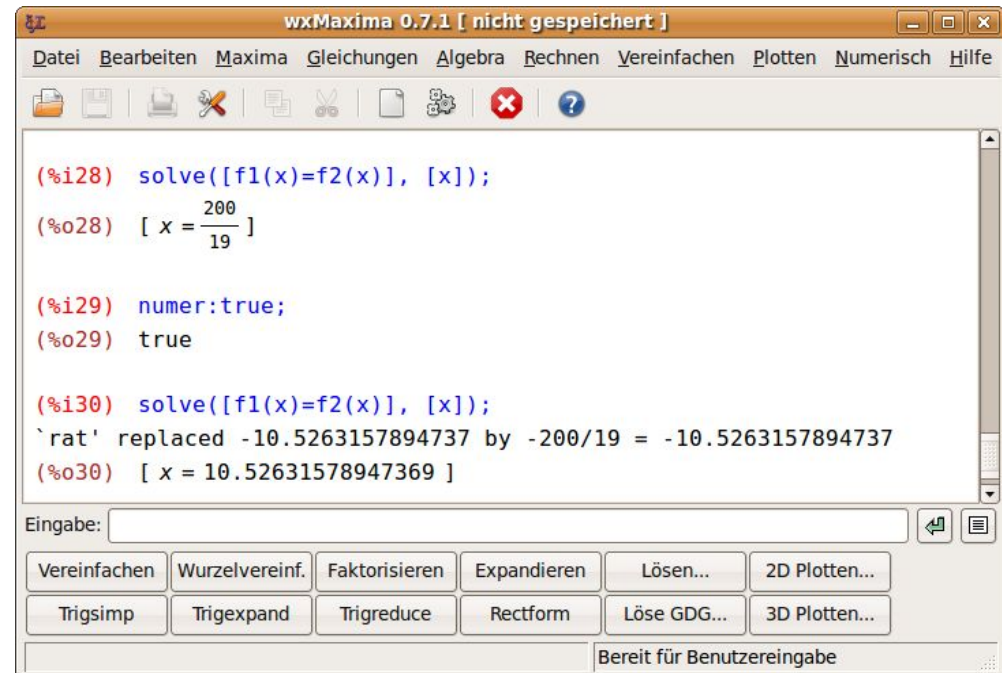 wxMaxima 0.7.1 [ nicht gespeichert ]
Datei Bearbeiten Maxima Gleichungen Algebra Rechnen Vereinfachen Plotten Numerisch Hilfe
(%i28) solve([f1(x)=f2(x)], [x]);
(%o28) [ x = 200/19 ]
(%i29) numer:true;
(%o29) true
(%i30) solve([f1(x)=f2(x)], [x]);
`rat' replaced -10.5263157894737 by -200/19 = -10.5263157894737
(%o30) [ x = 10.52631578947369 ]
Eingabe:
Vereinfachen Wurzelvereinf. Faktorisieren Expandieren Lösen... 2D Plotten...
Trigsimp Trigexpand Trigreduce Rectform Löse GDG... 3D Plotten...
Bereit für Benutzereingabe